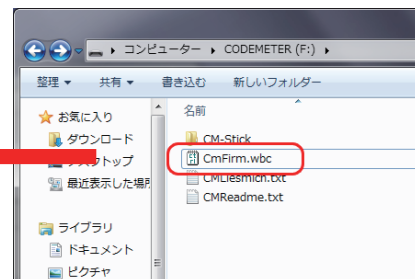 コンピューター ▸ CODEMETER (F:) ▸
整理 ▼ 共有 ▼ 書き込む 新しいフォルダー
お気に入り
ダウンロード
デスクトップ
最近表示した場所
ライブラリ
ドキュメント
ピクチャ
名前
CM-Stick
CmFirm.wbc
CMLiesmich.txt
CMReadme.txt